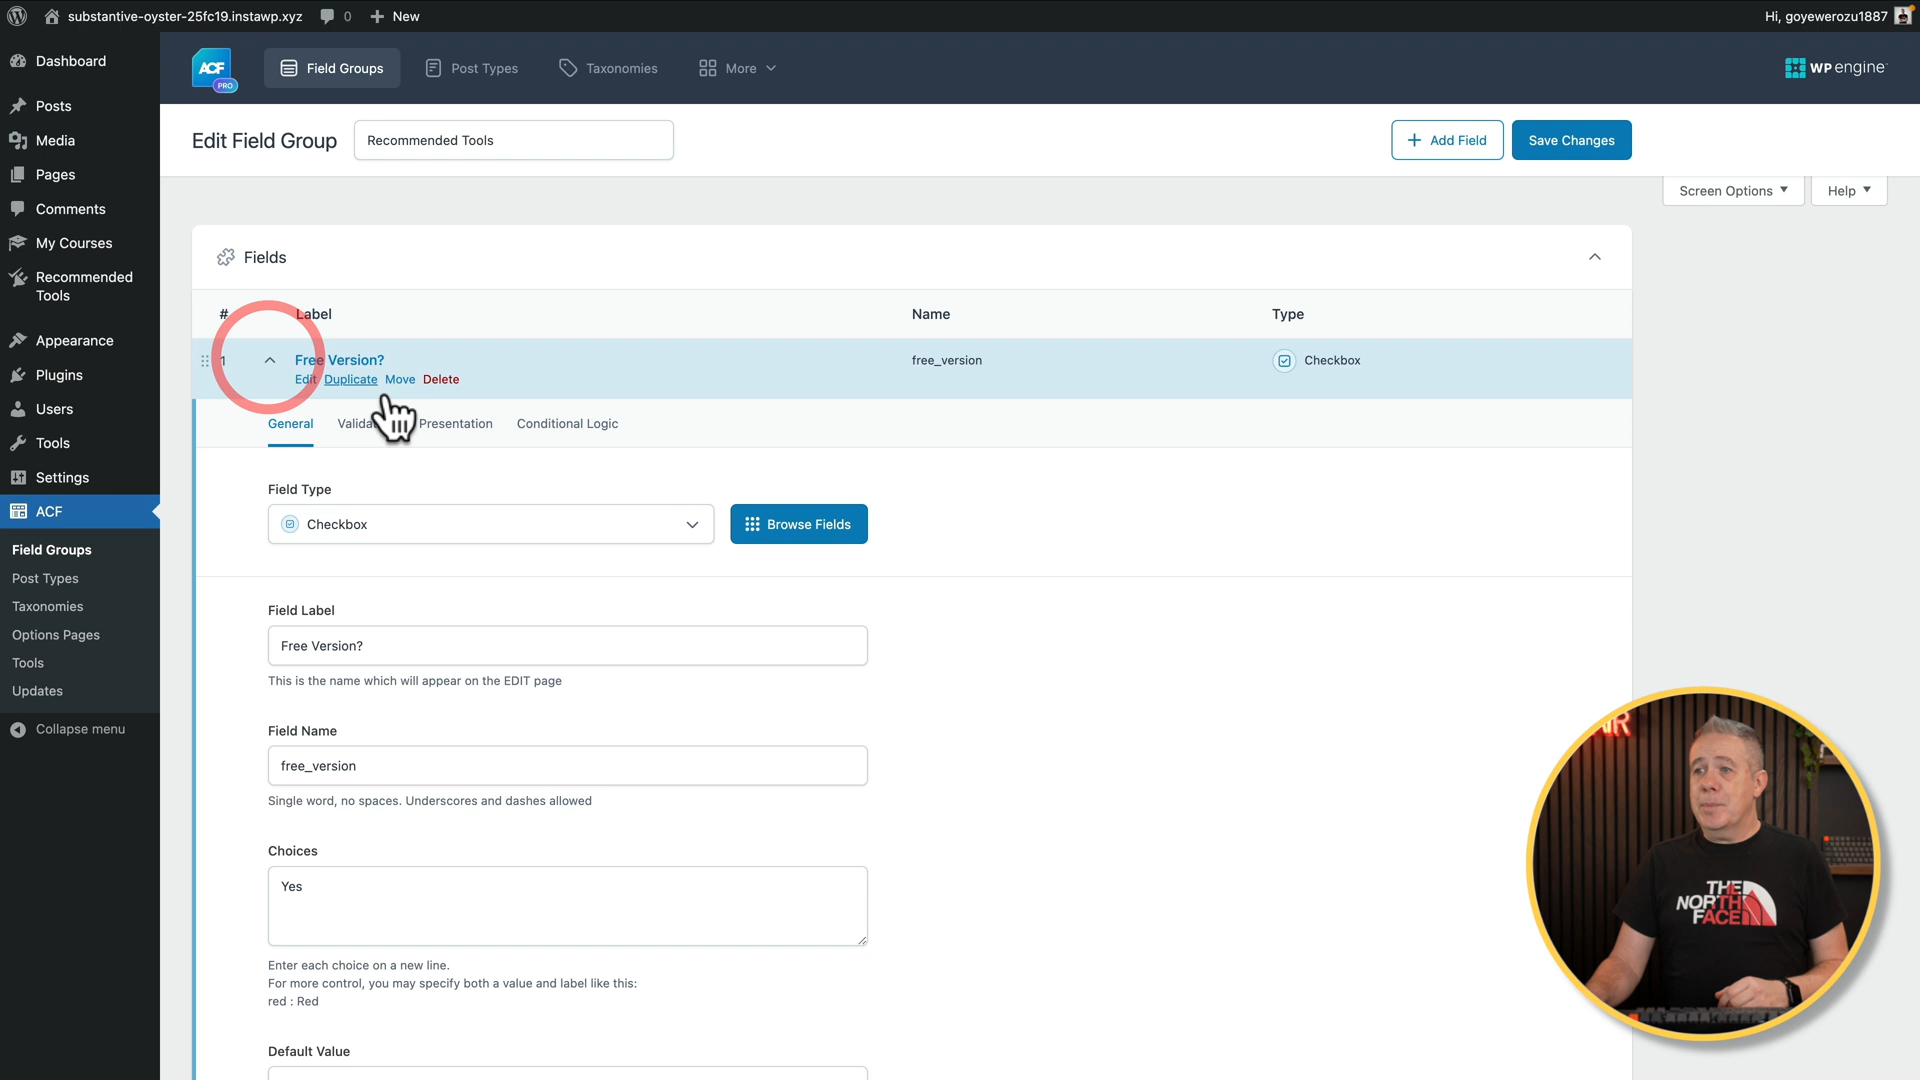 substantive-oyster-25fc19.instawp.xyz
0
New
Hi, goyewerozu1887
Dashboard
Posts
Media
Pages
Comments
My Courses
Recommended
Tools
Appearance
Plugins
Users
Tools
Settings
ACF
Field Groups
Post Types
Taxonomies
Options Pages
Tools
Updates
Collapse menu
ACF
PRO
Field Groups
Post Types
Taxonomies
More
WP engine
Edit Field Group
Recommended Tools
Add Field
Save Changes
Screen Options
Help
Fields
# Label Name Type
1 Free Version? free_version Checkbox
Edit Duplicate Move Delete
General Presentation Conditional Logic
Field Type
Checkbox
Browse Fields
Field Label
Free Version?
This is the name which will appear on the EDIT page
Field Name
free_version
Single word, no spaces. Underscores and dashes allowed
Choices
Yes
Enter each choice on a new line.
For more control, you may specify both a value and label like this:
red : Red
Default Value
THE
NORTH
FACE